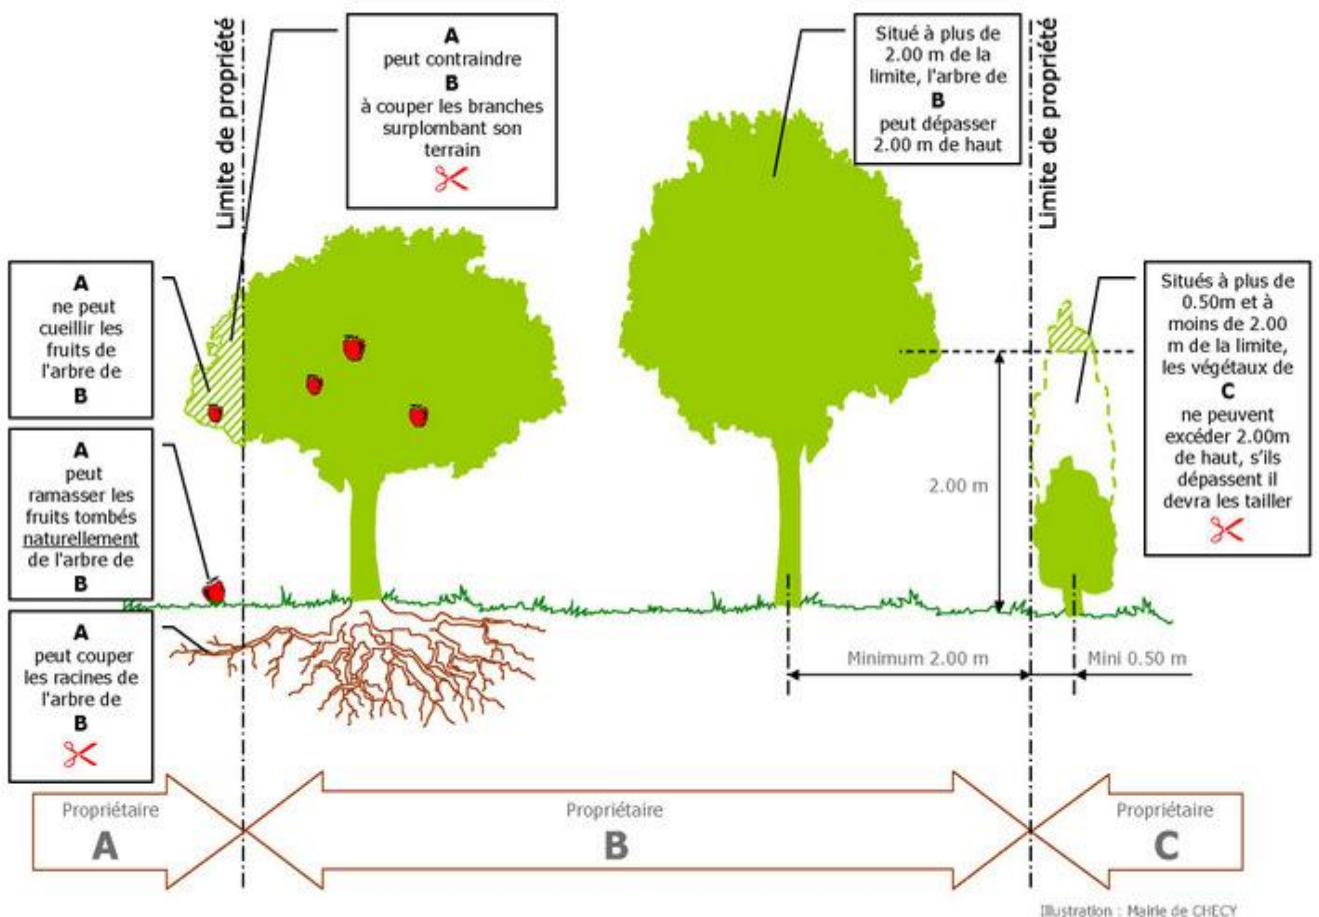 Limite de propriété
A
peut contraindre
B
à couper les branches
surplombant son
terrain
Situé à plus de
2.00 m de la
limite, l'arbre de
B
peut dépasser
2.00 m de haut
Limite de propriété
A
ne peut
cueillir les
fruits de
l'arbre de
B
Situés à plus de
0.50m et à
moins de 2.00
m de la limite,
les végétaux de
C
ne peuvent
excéder 2.00m
de haut, s'ils
dépassent il
devra les tailler
A
peut
ramasser les
fruits tombés
naturellement
de l'arbre de
B
2.00 m
A
peut couper
les racines de
l'arbre de
B
Minimum 2.00 m
Mini 0.50 m
Propriétaire
A
Propriétaire
B
Propriétaire
C
Illustration : Mairie de CHECY